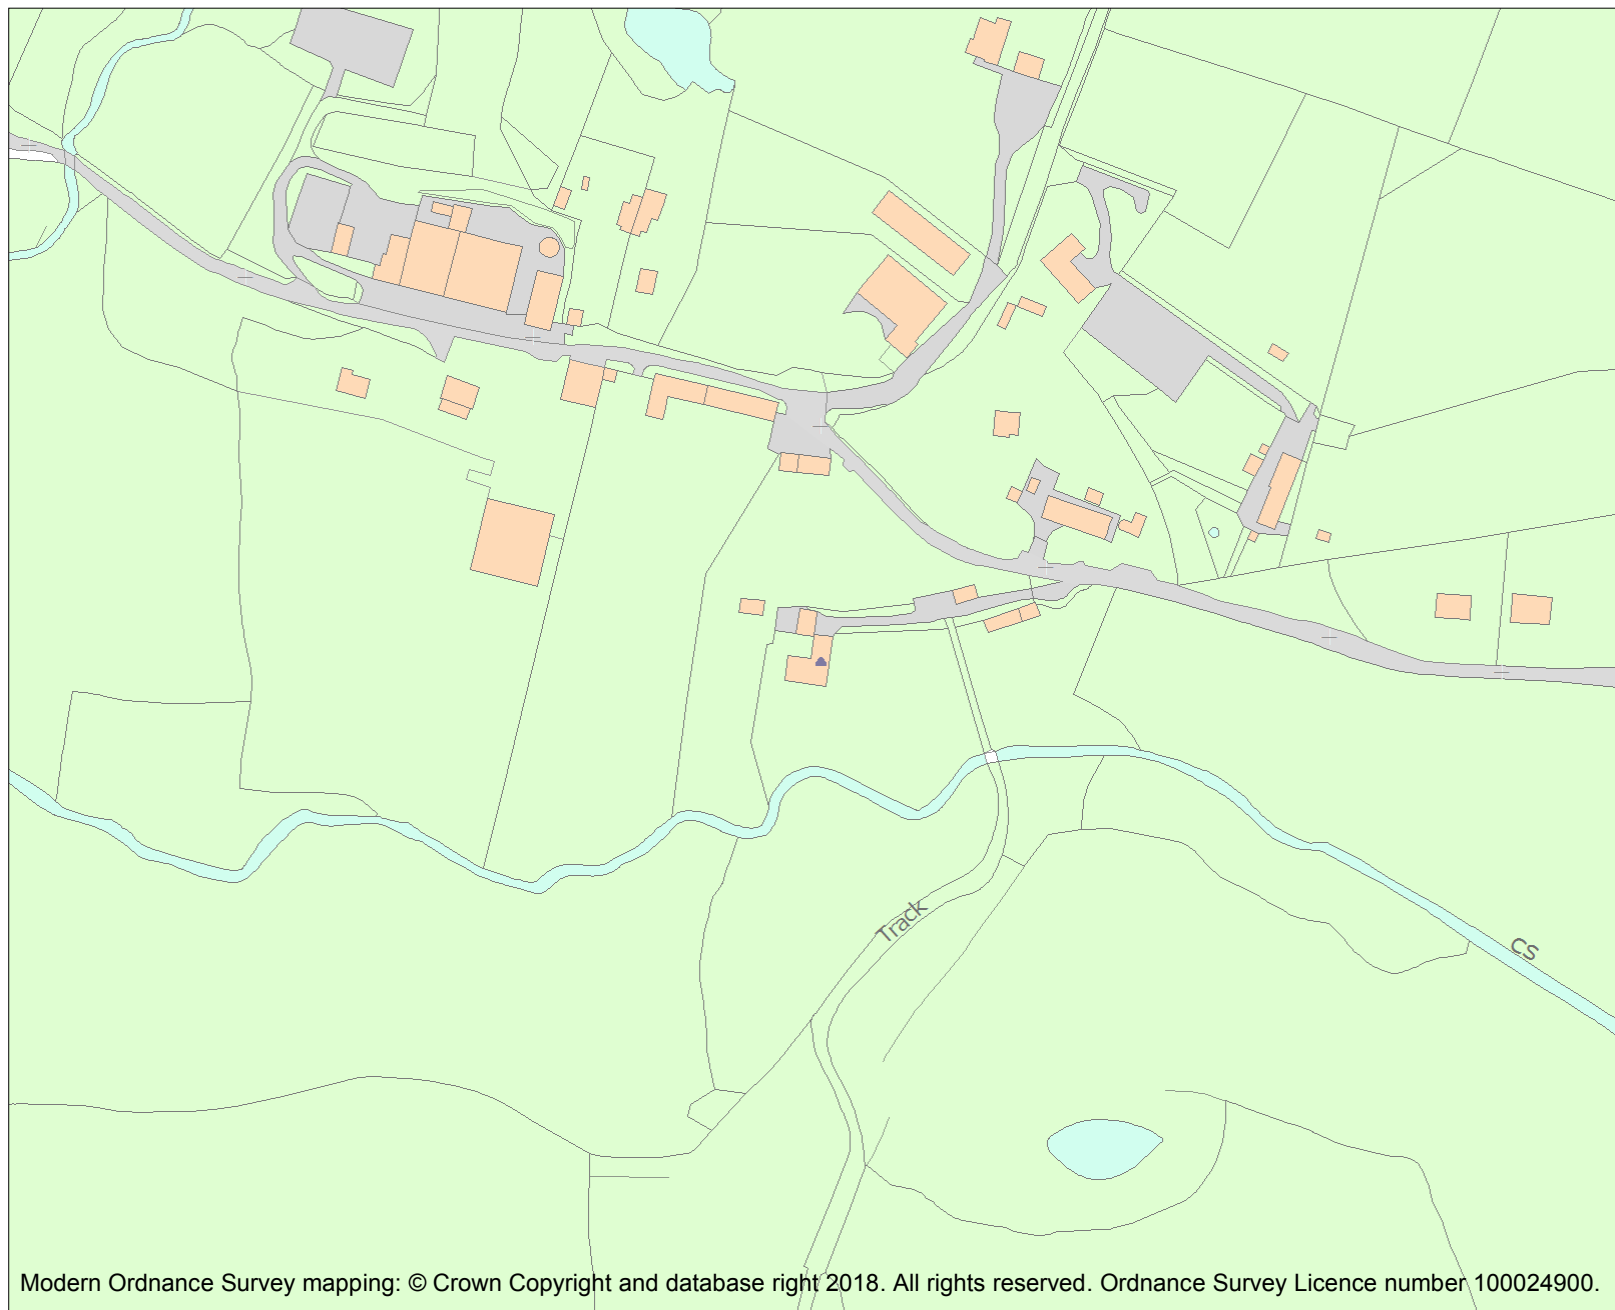 Track
CS
Modern Ordnance Survey mapping: © Crown Copyright and database right 2018. All rights reserved. Ordnance Survey Licence number 100024900.